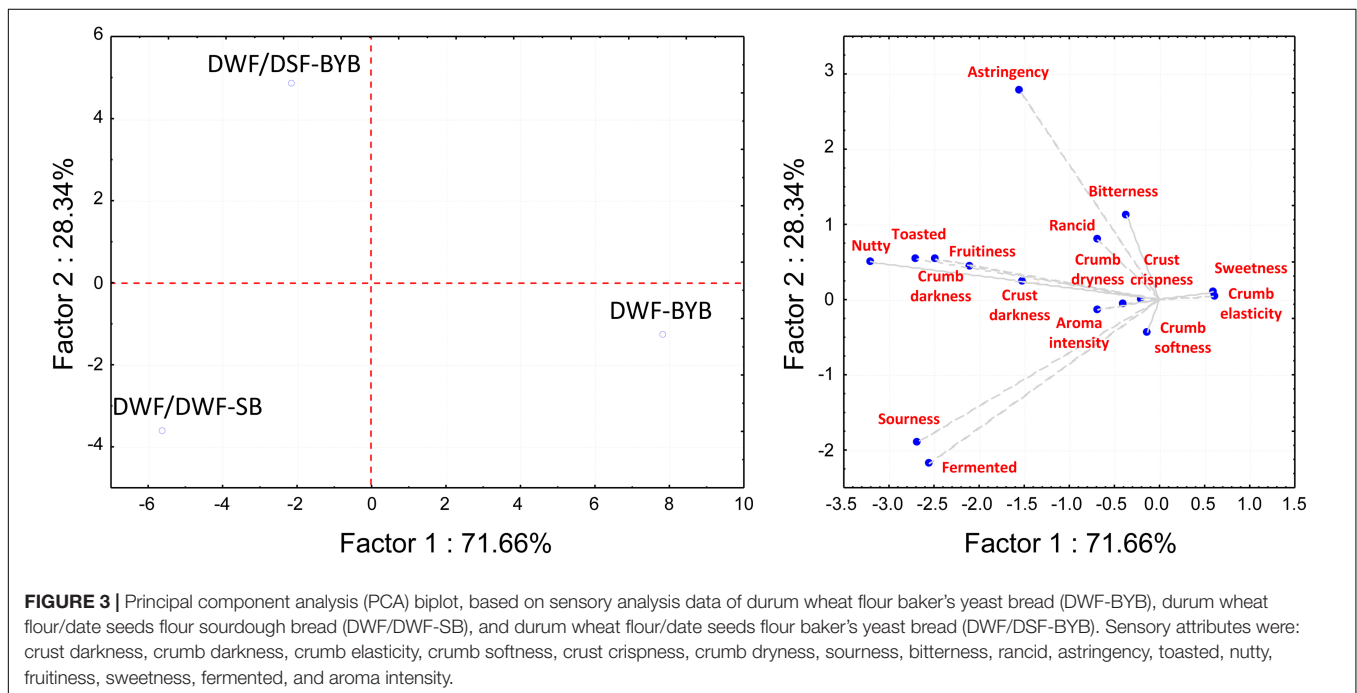 6
4
2
0
-2
-4
Factor 2 : 28.34%
DWF/DSF-BYB
DWF-BYB
DWF/DWF-SB
-6
-4
-2
0
2
4
6
8
10
Factor 1 : 71.66%
3
2
1
0
-1
-2
Factor 2 : 28.34%
Astringency
Bitterness
Rancid
Toasted
Fruitiness
Nutty
Crumb
darkness
Crumb
dryness
Crust
crispness
Sweetness
Crust
darkness
Crumb
elasticity
Aroma
intensity
Crumb
softness
Sourness
Fermented
-3.5
-3.0
-2.5
-2.0
-1.5
-1.0
-0.5
0.0
0.5
1.0
1.5
Factor 1 : 71.66%
FIGURE 3 | Principal component analysis (PCA) biplot, based on sensory analysis data of durum wheat flour baker's yeast bread (DWF-BYB), durum wheat
flour/date seeds flour sourdough bread (DWF/DWF-SB), and durum wheat flour/date seeds flour baker's yeast bread (DWF/DSF-BYB). Sensory attributes were:
crust darkness, crumb darkness, crumb elasticity, crumb softness, crust crispness, crumb dryness, sourness, bitterness, rancid, astringency, toasted, nutty,
fruitiness, sweetness, fermented, and aroma intensity.